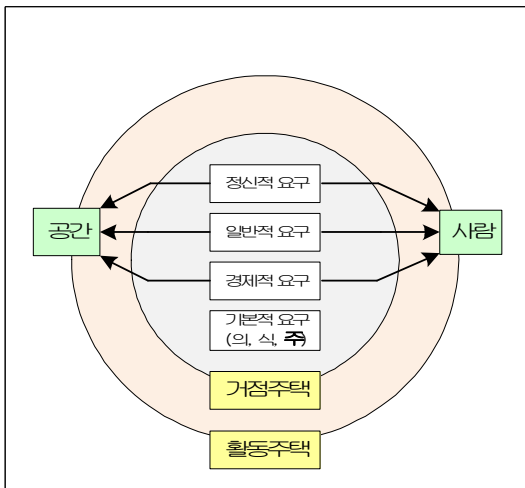 정신적 요구
공간
일반적 요구
사람
경제적 요구
기본적 요구
(의, 식, 주)
거점주택
활동주택